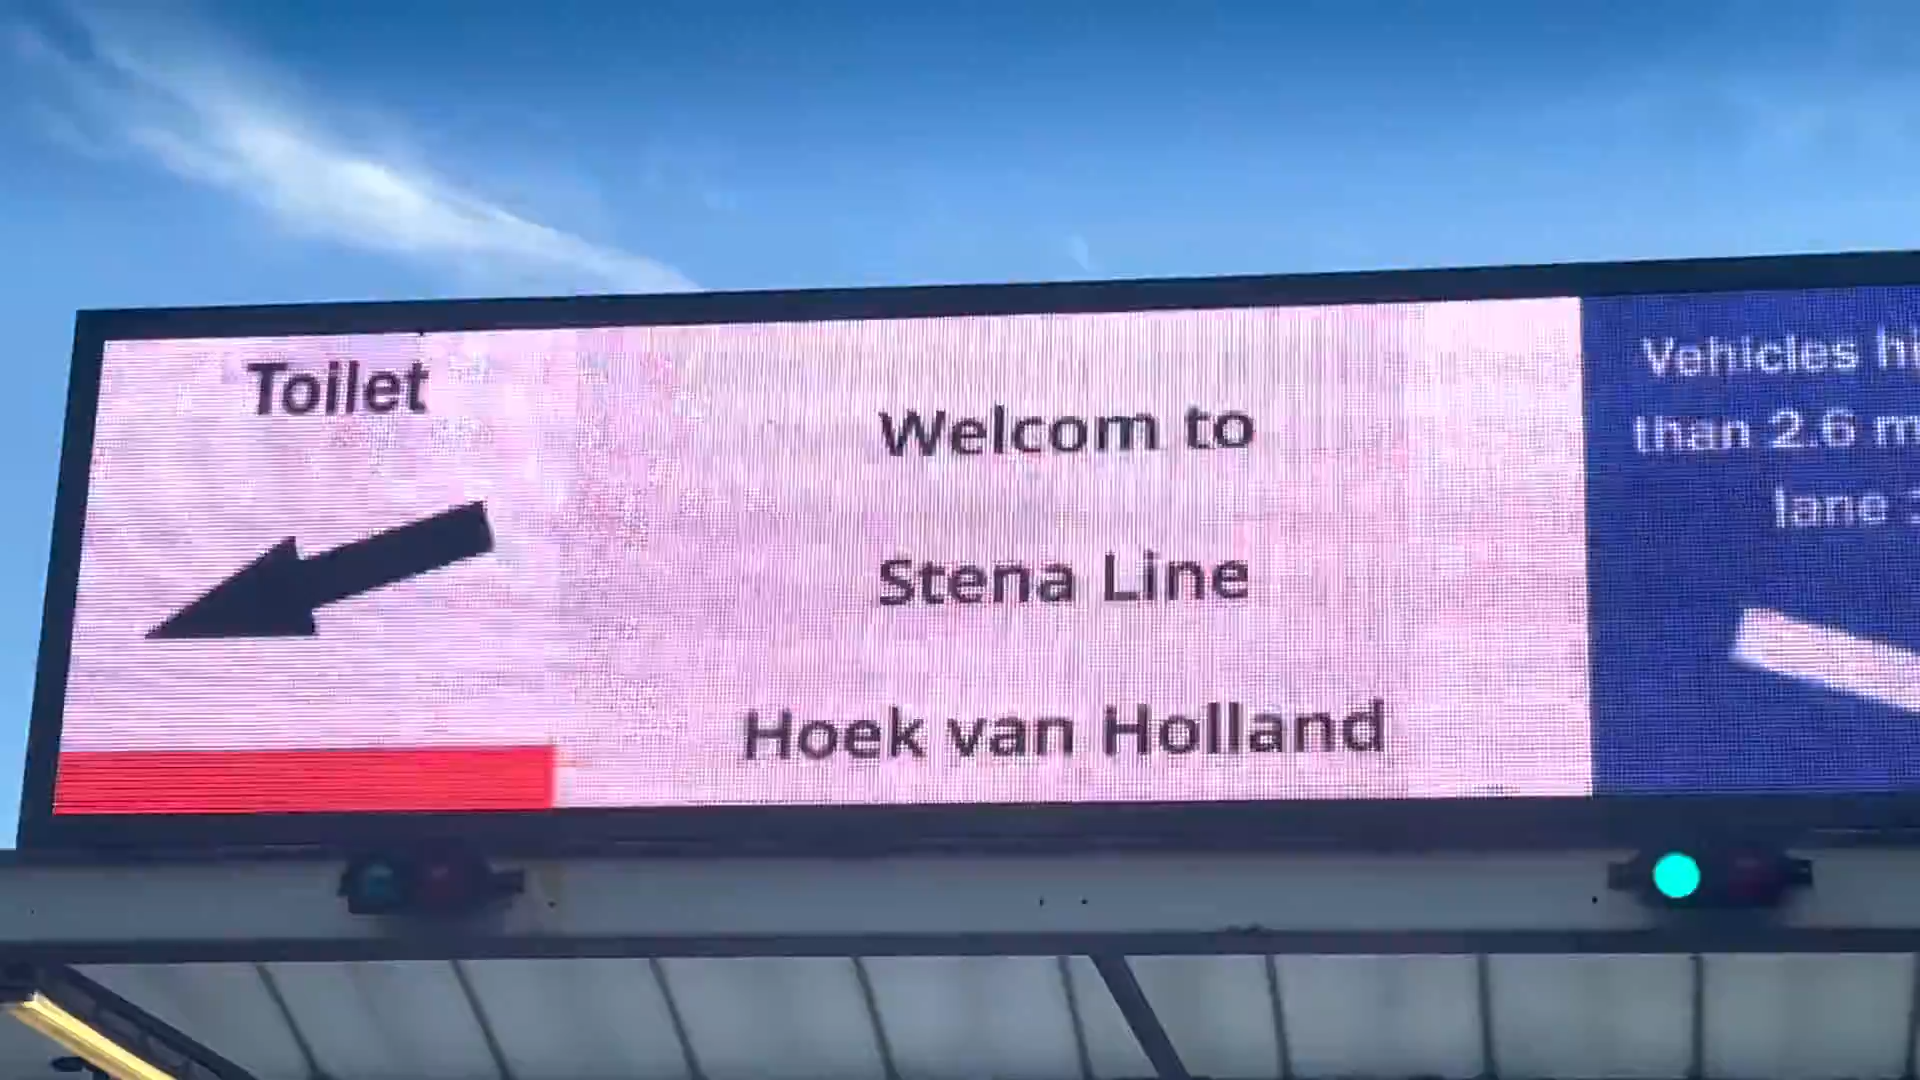 Toilet
Welcom to
Stena Line
Hoek van Holland
Vehicles
than 2.6
lane